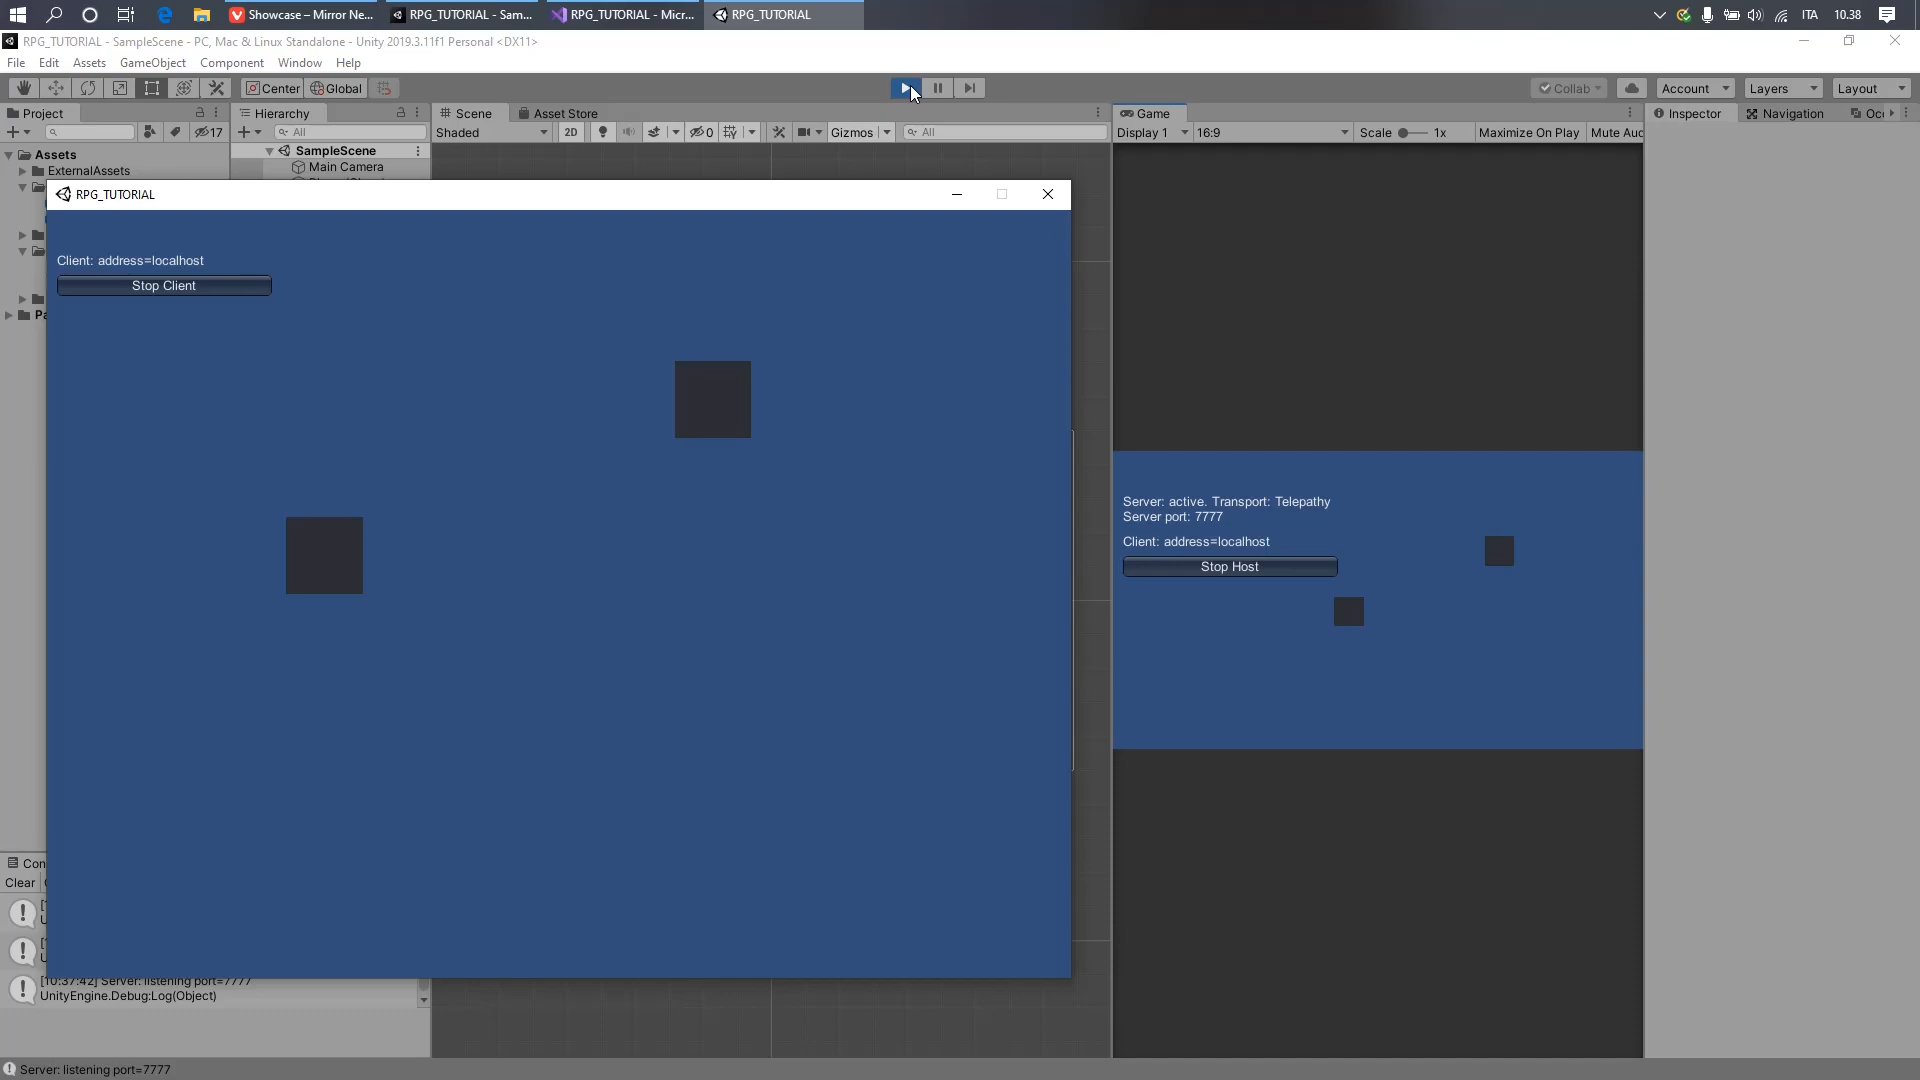 Showcase – Mirror Ne...
RPG_TUTORIAL - Sam...
RPG_TUTORIAL - Micr...
RPG_TUTORIAL
ITA
10.38
RPG_TUTORIAL - SampleScene - PC, Mac & Linux Standalone - Unity 2019.3.11f1 Personal <DX11>
File Edit Assets GameObject Component Window Help
Center
Global
Collab
Account
Layers
Layout
Project
Hierarchy
Scene
Asset Store
Game
Inspector
Navigation
Occ
17
All
Shaded
2D
0
Gizmos
All
Display 1
16:9
Scale
1x
Maximize On Play
Mute Aud
Assets
ExternalAssets
SampleScene
Main Camera
RPG_TUTORIAL
Client: address=localhost
Stop Client
Server: active. Transport: Telepathy
Server port: 7777
Client: address=localhost
Stop Host
Pa
Con
Clear
[10:37:42] Server: listening port=7777
UnityEngine.Debug:Log(Object)
Server: listening port=7777